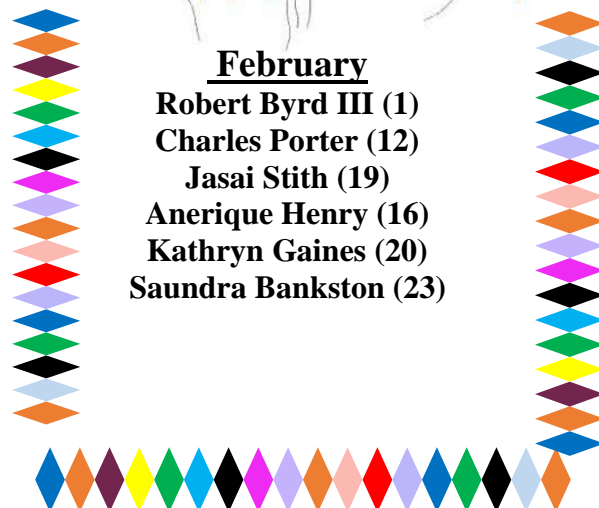 February
Robert Byrd III (1)
Charles Porter (12)
Jasai Stith (19)
Anerique Henry (16)
Kathryn Gaines (20)
Saundra Bankston (23)